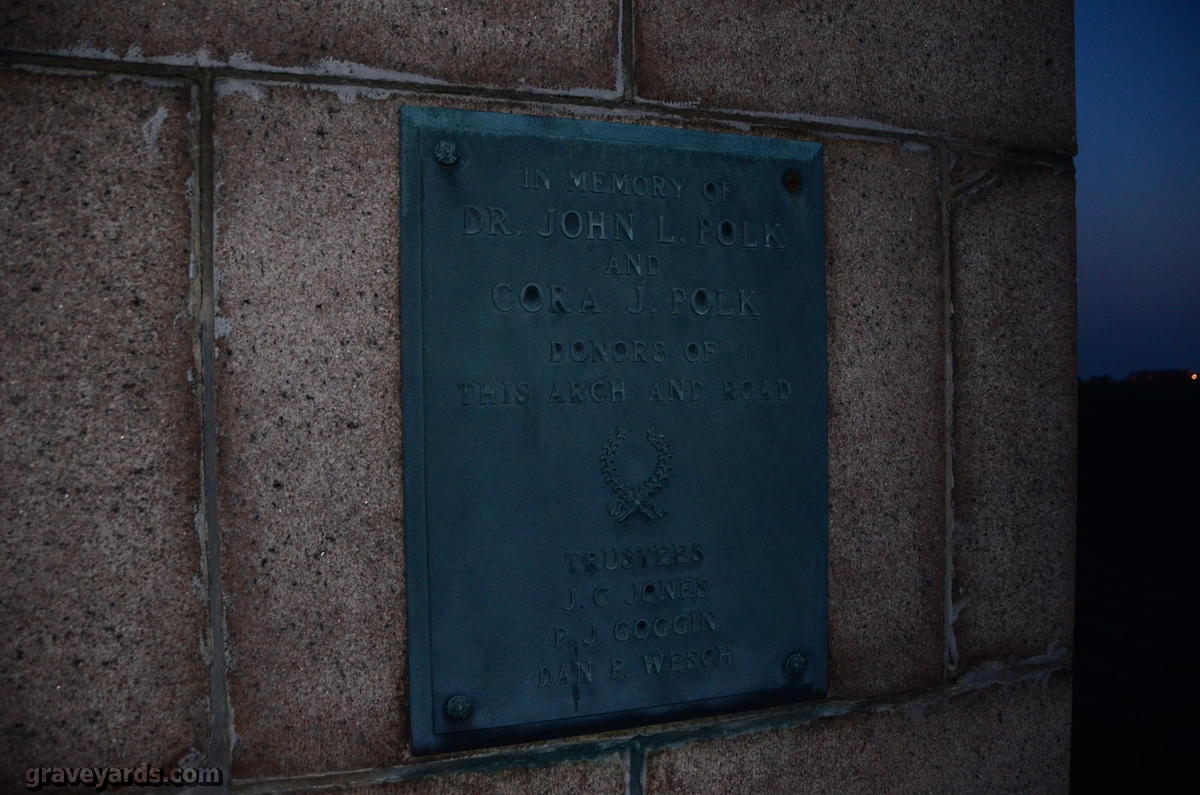 IN MEMORY OF
DR. JOHN L. POLK
AND
CORA J. POLK
DONORS OF
THIS ARCH AND ROAD
TRUSTEES
J. C. JONES
P. J. GOGGIN
DAN P. WESCH
graveyards.com